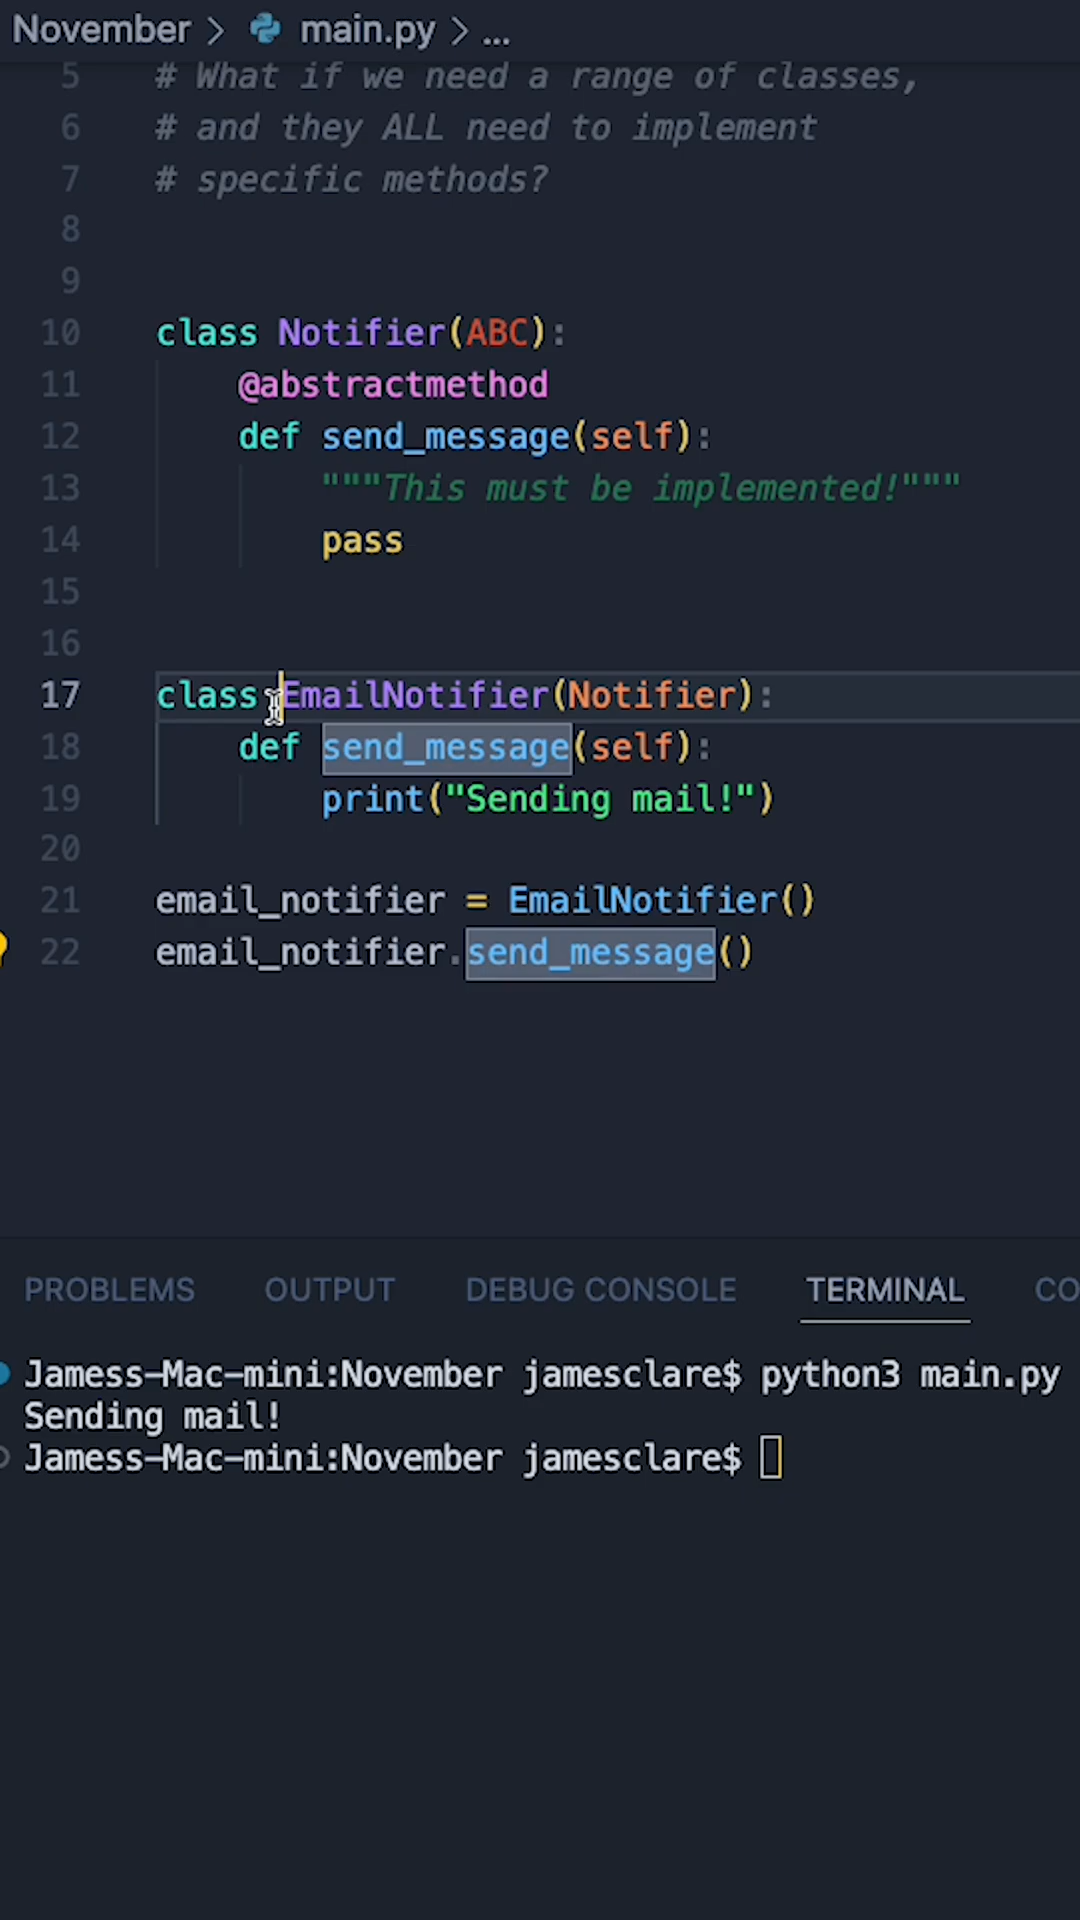 November > main.py > ...
5 # What if we need a range of classes,
6 # and they ALL need to implement
7 # specific methods?
8
9
10 class Notifier(ABC):
11 @abstractmethod
12 def send_message(self):
13 """This must be implemented!"""
14 pass
15
16
17 class EmailNotifier(Notifier):
18 def send_message(self):
19 print("Sending mail!")
20
21 email_notifier = EmailNotifier()
22 email_notifier.send_message()
PROBLEMS OUTPUT DEBUG CONSOLE TERMINAL CO
Jamess-Mac-mini:November jamesclare$ python3 main.py
Sending mail!
Jamess-Mac-mini:November jamesclare$